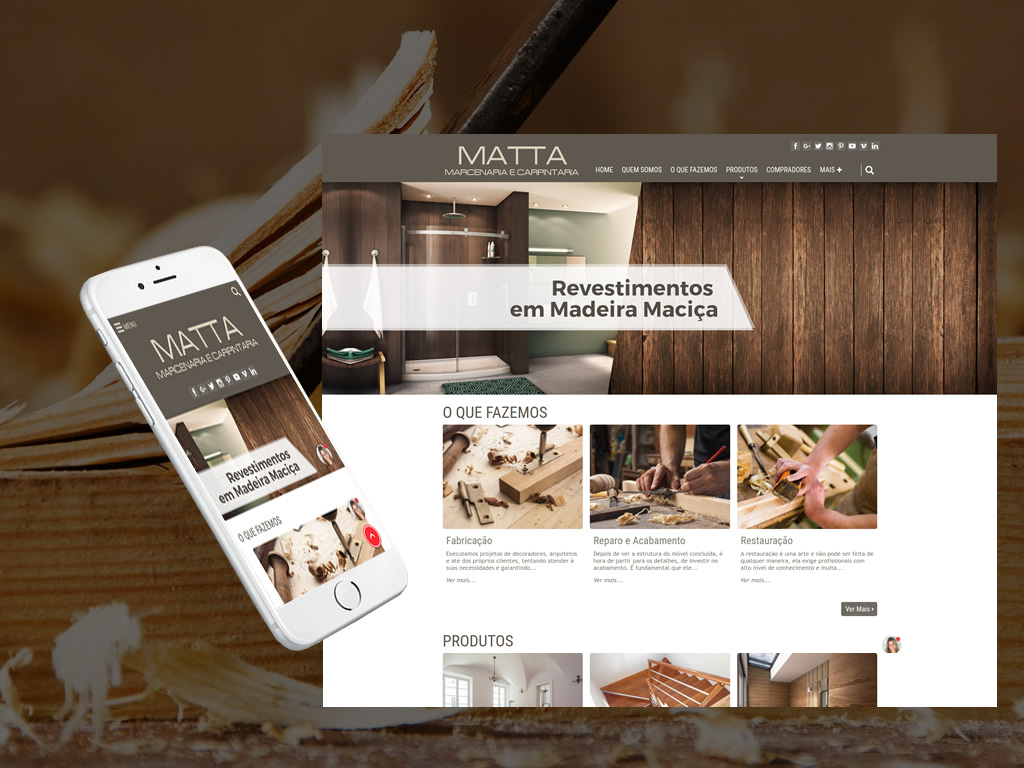 MATTA
MARCENARIA E CARPINTARIA
HOME QUEM SOMOS O QUE FAZEMOS PRODUTOS COMPRADORES MAIS +
Revestimentos
em Madeira Maciça
O QUE FAZEMOS
Fabricação
Executamos projetos de decoradores, arquitetos
e até dos próprios clientes, tentando atender à
suas necessidades e garantindo...
Ver mais...
Reparo e Acabamento
Depois de ver a estrutura do móvel concluída, é
hora de partir para os detalhes, de investir no
acabamento. É fundamental que ele...
Ver mais...
Restauração
A restauração é uma arte e não pode ser feita de
qualquer maneira, ela exige profissionais com
alto nível de conhecimento e muita...
Ver mais...
Ver Mais
PRODUTOS
MENU
MATTA
MARCENARIA E CARPINTARIA
Revestimentos
em Madeira Maciça
O QUE FAZEMOS